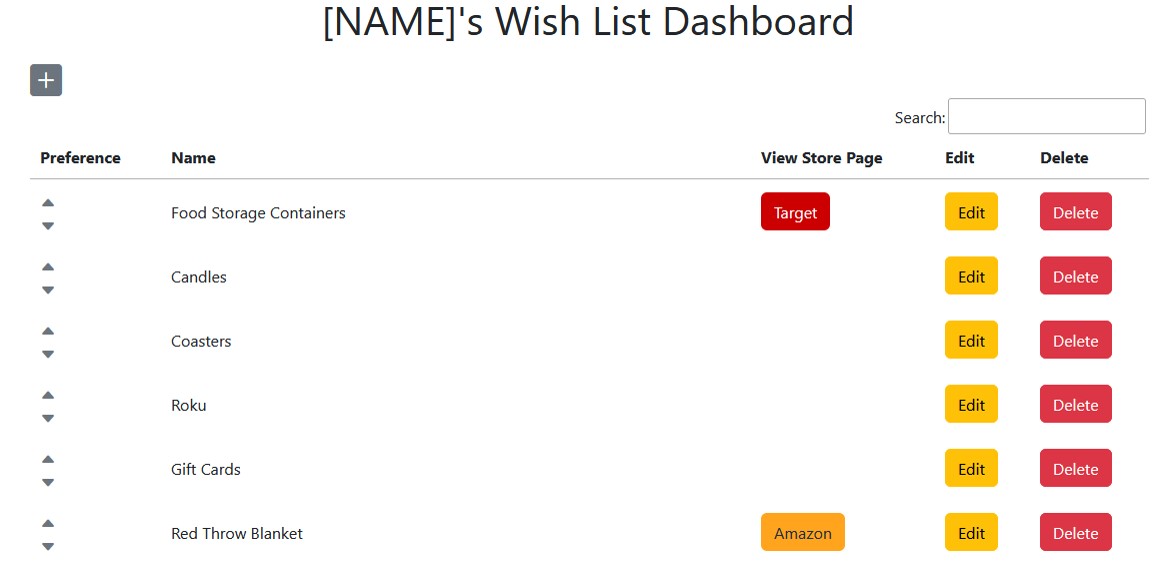 [NAME]'s Wish List Dashboard
+
Search:
Preference Name View Store Page Edit Delete
Food Storage Containers Target Edit Delete
Candles Edit Delete
Coasters Edit Delete
Roku Edit Delete
Gift Cards Edit Delete
Red Throw Blanket Amazon Edit Delete